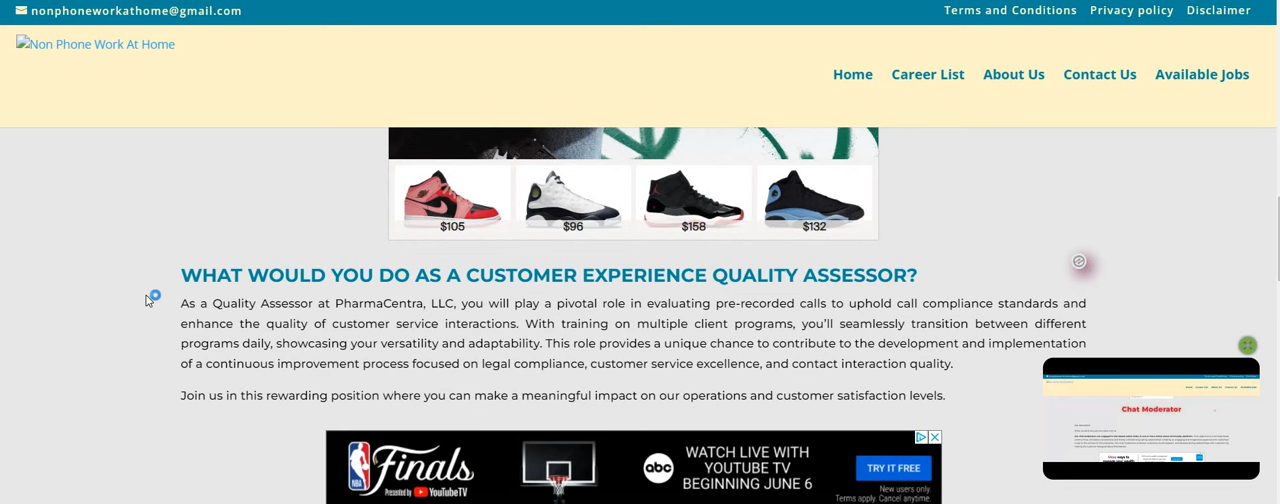 nonphoneworkathome@gmail.com
Terms and Conditions Privacy policy Disclaimer
Non Phone Work At Home
Home Career List About Us Contact Us Available Jobs
$105 $96 $158 $132
WHAT WOULD YOU DO AS A CUSTOMER EXPERIENCE QUALITY ASSESSOR?
As a Quality Assessor at PharmaCentra, LLC, you will play a pivotal role in evaluating pre-recorded calls to uphold call compliance standards and
enhance the quality of customer service interactions. With training on multiple client programs, you'll seamlessly transition between different
programs daily, showcasing your versatility and adaptability. This role provides a unique chance to contribute to the development and implementation
of a continuous improvement process focused on legal compliance, customer service excellence, and contact interaction quality.
Join us in this rewarding position where you can make a meaningful impact on our operations and customer satisfaction levels.
Chat Moderator
NBA Finals
Presented by YouTubeTV
abc
WATCH LIVE WITH
YOUTUBE TV
BEGINNING JUNE 6
TRY IT FREE
New users only.
Terms apply. Cancel anytime.